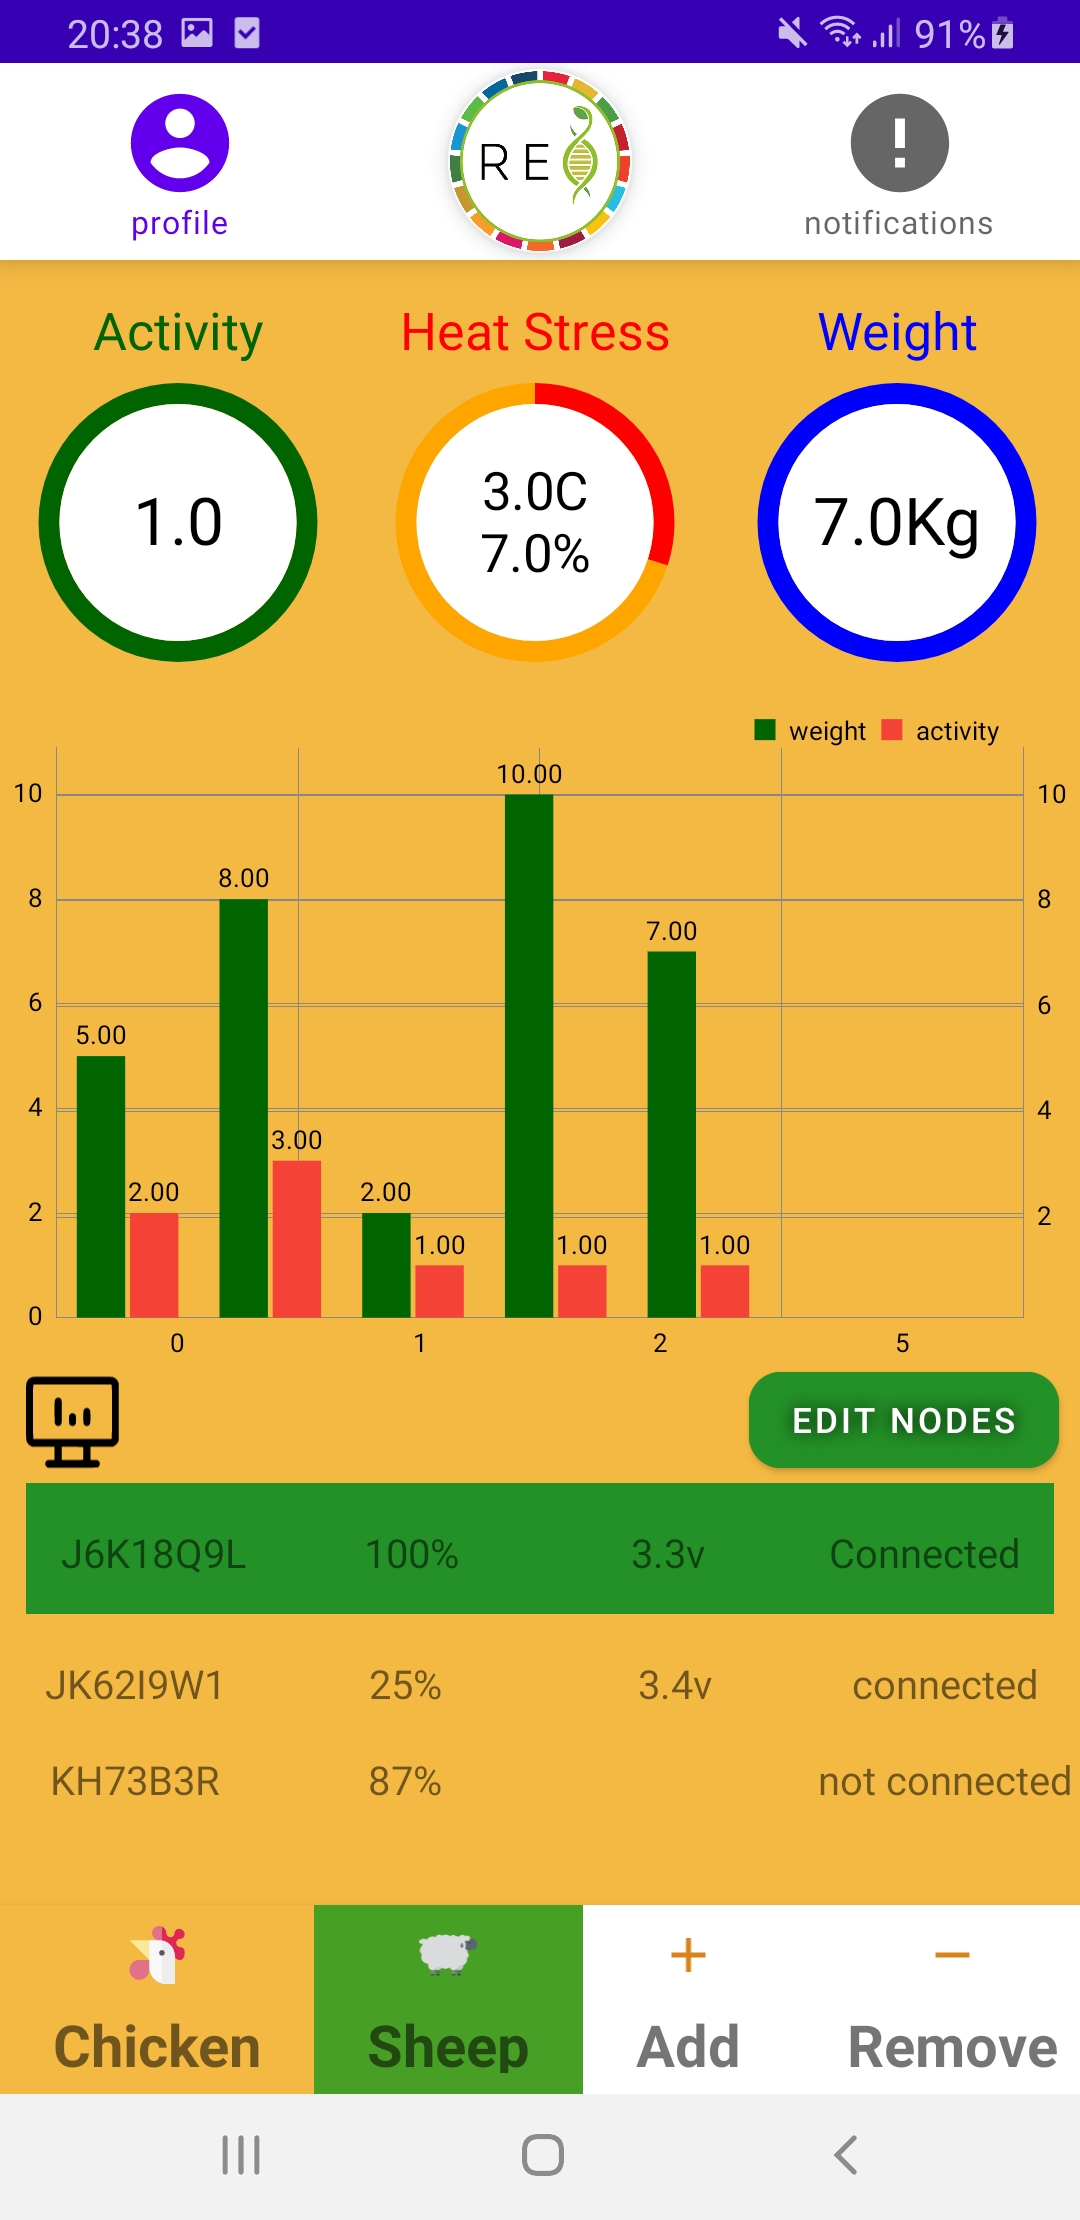 20:38 91%
RE
profile notifications
Activity Heat Stress Weight
1.0 3.0C 7.0Kg
7.0%
weight activity
10 10.00 10
8 8.00 8
7.00
6 6
5.00
4 4
3.00
2 2.00 2.00 2
1.00 1.00 1.00
0
0 1 2 5
EDIT NODES
J6K18Q9L 100% 3.3v Connected
JK62I9W1 25% 3.4v connected
KH73B3R 87% not connected
Chicken Sheep Add Remove